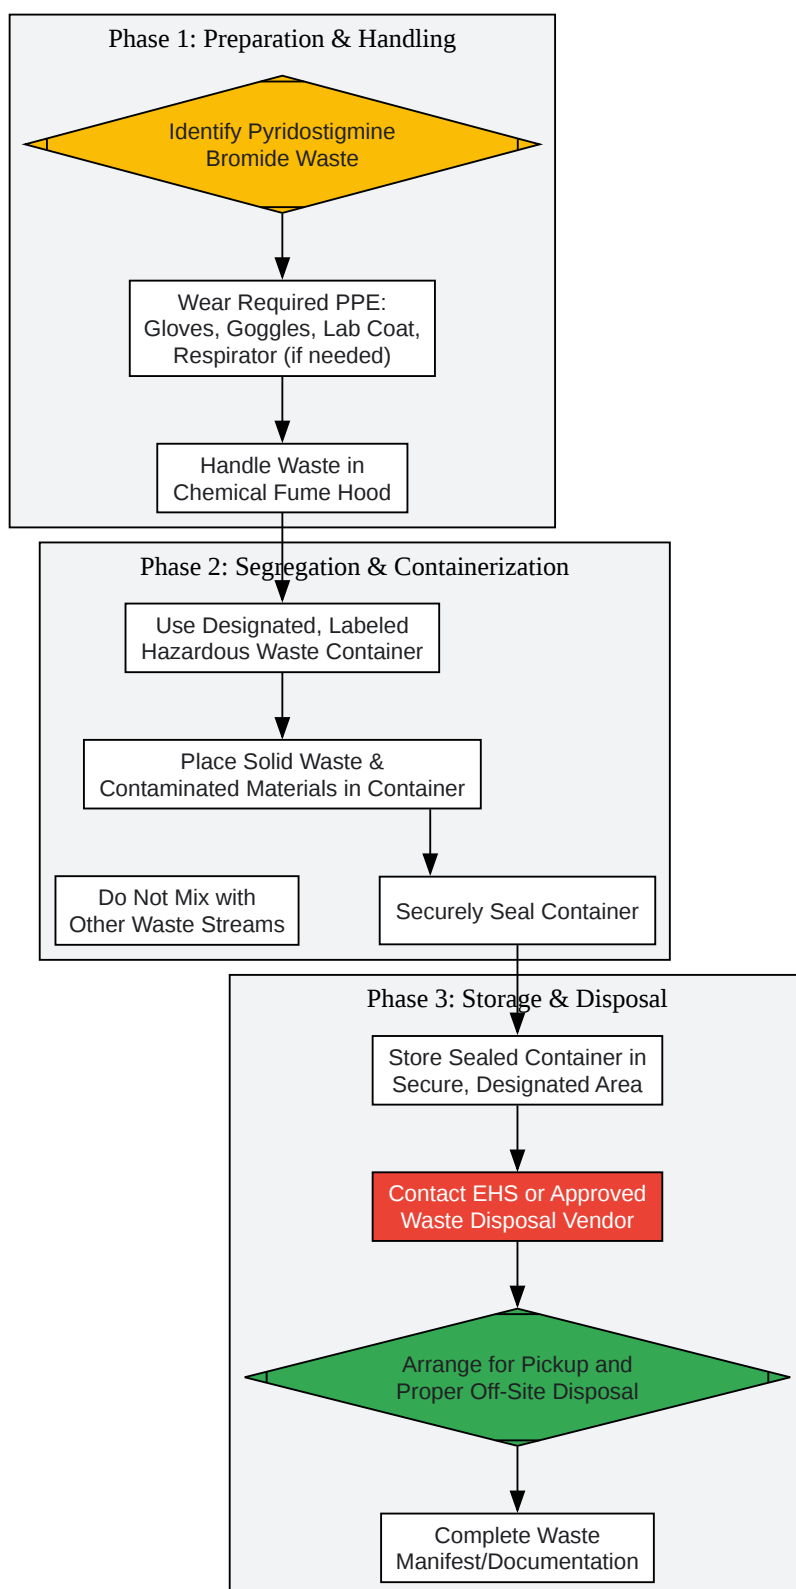 Phase 1: Preparation & Handling
Identify Pyridostigmine
Bromide Waste
Wear Required PPE:
Gloves, Goggles, Lab Coat,
Respirator (if needed)
Handle Waste in
Chemical Fume Hood
Phase 2: Segregation & Containerization
Use Designated, Labeled
Hazardous Waste Container
Place Solid Waste &
Contaminated Materials in Container
Do Not Mix with
Other Waste Streams
Securely Seal Container
Phase 3: Storage & Disposal
Store Sealed Container in
Secure, Designated Area
Contact EHS or Approved
Waste Disposal Vendor
Arrange for Pickup and
Proper Off-Site Disposal
Complete Waste
Manifest/Documentation